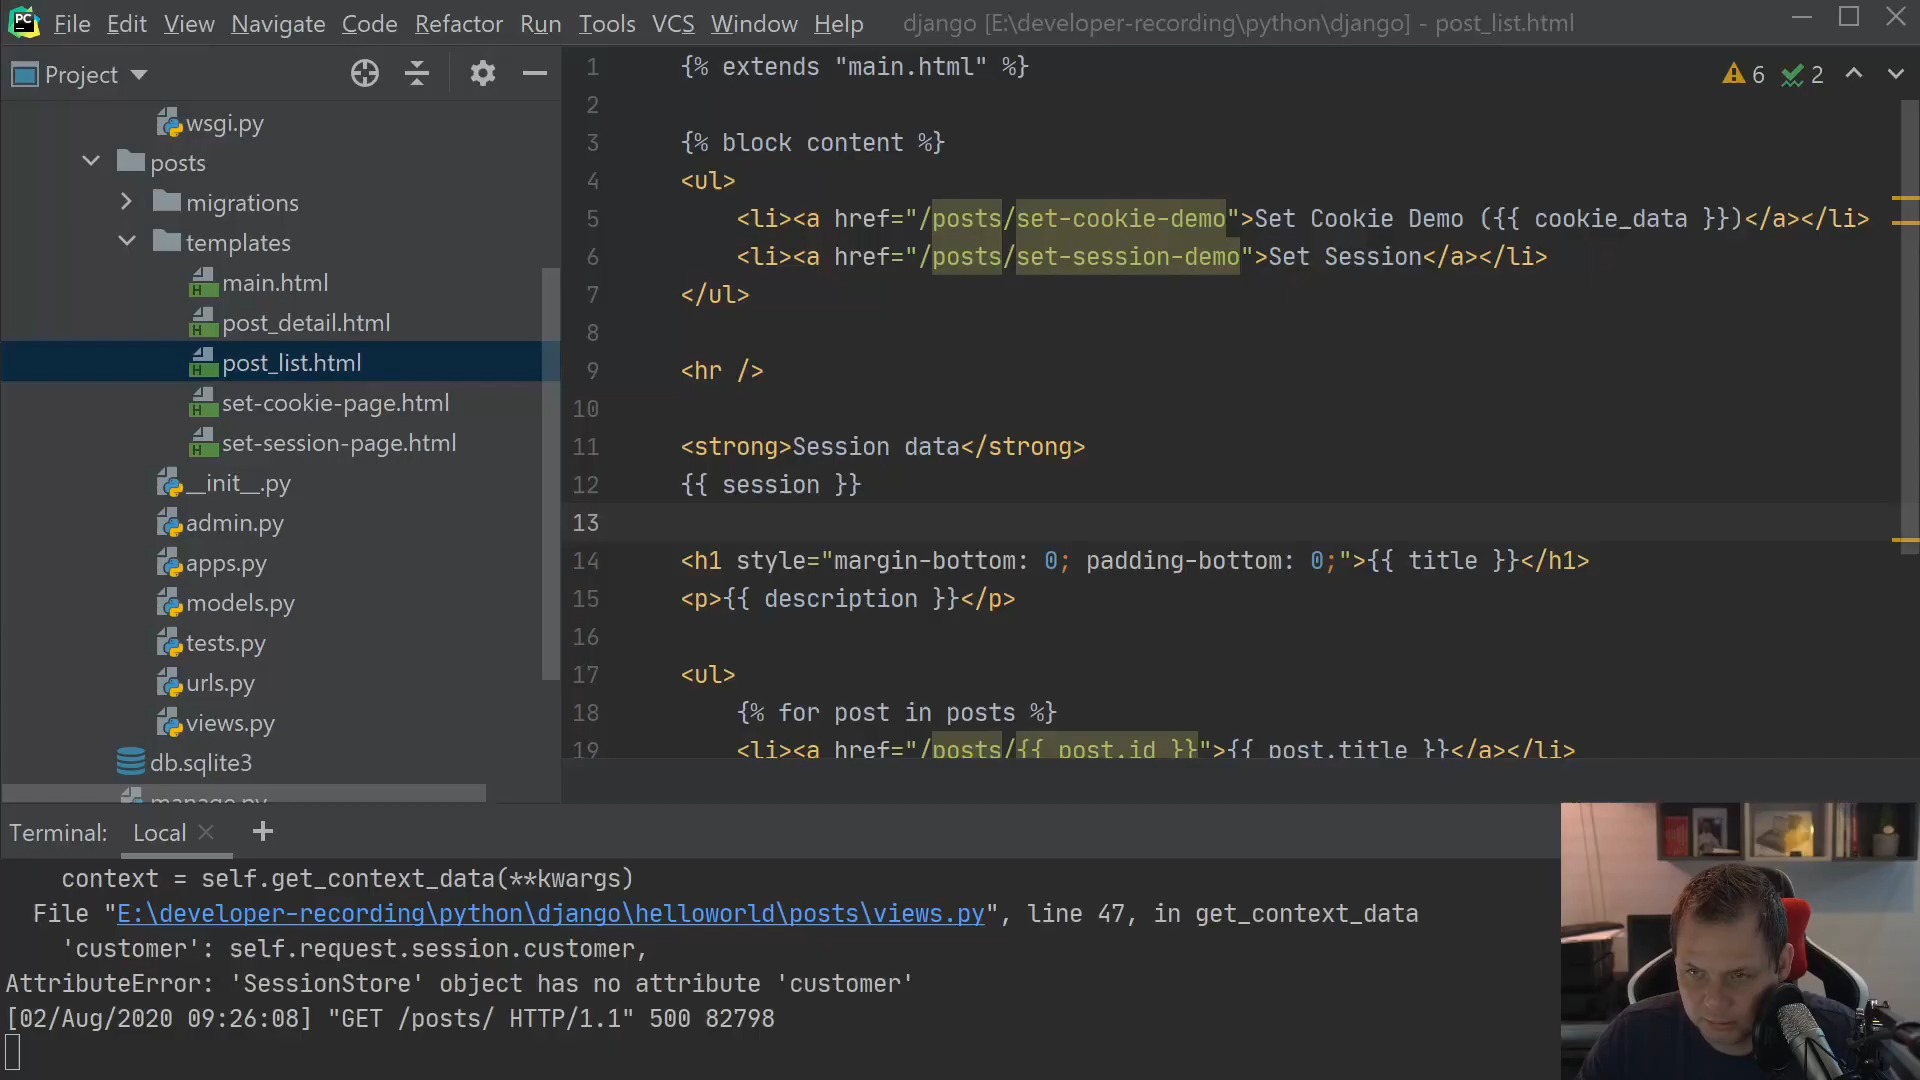 PC File Edit View Navigate Code Refactor Run Tools VCS Window Help django [E:\developer-recording\python\django] - post_list.html
Project
wsgi.py
posts
migrations
templates
main.html
post_detail.html
post_list.html
set-cookie-page.html
set-session-page.html
__init__.py
admin.py
apps.py
models.py
tests.py
urls.py
views.py
db.sqlite3
manage.py
6 2
1 {% extends "main.html" %}
2
3 {% block content %}
4 <ul>
5 <li><a href="/posts/set-cookie-demo">Set Cookie Demo ({{ cookie_data }})</a></li>
6 <li><a href="/posts/set-session-demo">Set Session</a></li>
7 </ul>
8
9 <hr />
10
11 <strong>Session data</strong>
12 {{ session }}
13
14 <h1 style="margin-bottom: 0; padding-bottom: 0;">{{ title }}</h1>
15 <p>{{ description }}</p>
16
17 <ul>
18 {% for post in posts %}
19 <li><a href="/posts/{{ post.id }}">{{ post.title }}</a></li>
Terminal: Local
context = self.get_context_data(**kwargs)
File "E:\developer-recording\python\django\helloworld\posts\views.py", line 47, in get_context_data
'customer': self.request.session.customer,
AttributeError: 'SessionStore' object has no attribute 'customer'
[02/Aug/2020 09:26:08] "GET /posts/ HTTP/1.1" 500 82798